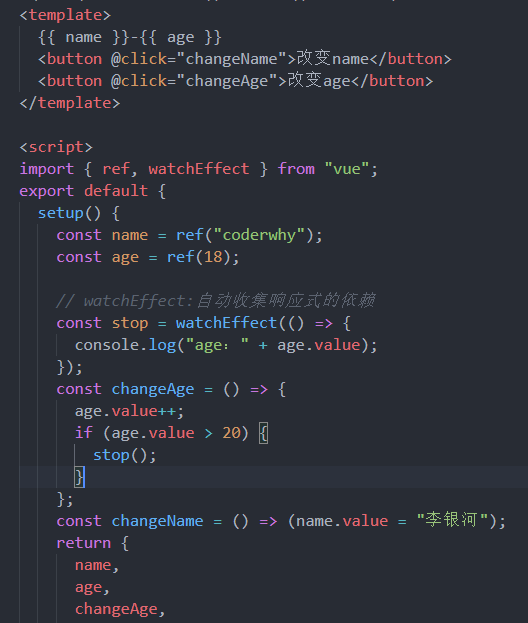 <template>
{{ name }}-{{ age }}
<button @click="changeName">改变name</button>
<button @click="changeAge">改变age</button>
</template>
<script>
import { ref, watchEffect } from "vue";
export default {
setup() {
const name = ref("coderwhy");
const age = ref(18);
// watchEffect:自动收集响应式的依赖
const stop = watchEffect(() => {
console.log("age：" + age.value);
});
const changeAge = () => {
age.value++;
if (age.value > 20) {
stop();
}
};
const changeName = () => (name.value = "李银河");
return {
name,
age,
changeAge,